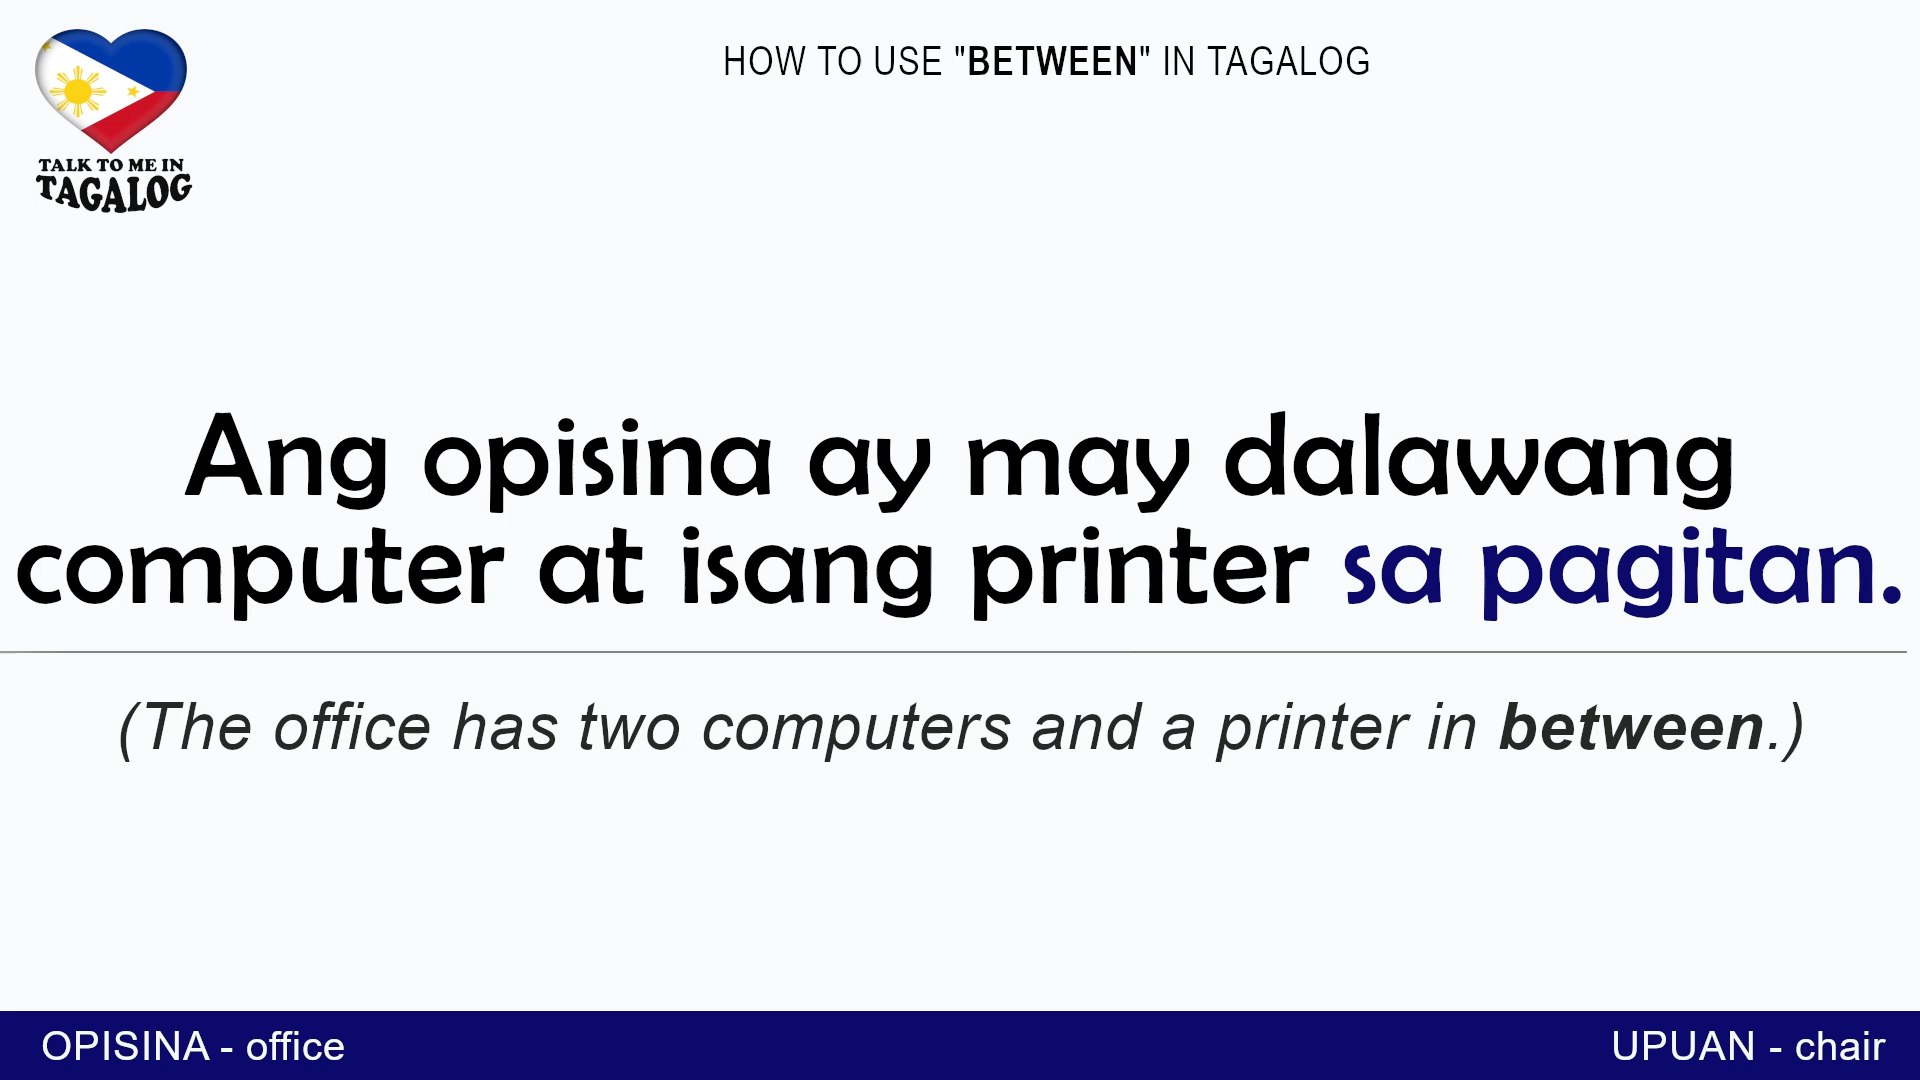 TALK TO ME IN
TAGALOG
HOW TO USE "BETWEEN" IN TAGALOG
Ang opisina ay may dalawang
computer at isang printer sa pagitan.
(The office has two computers and a printer in between.)
OPISINA - office
UPUAN - chair